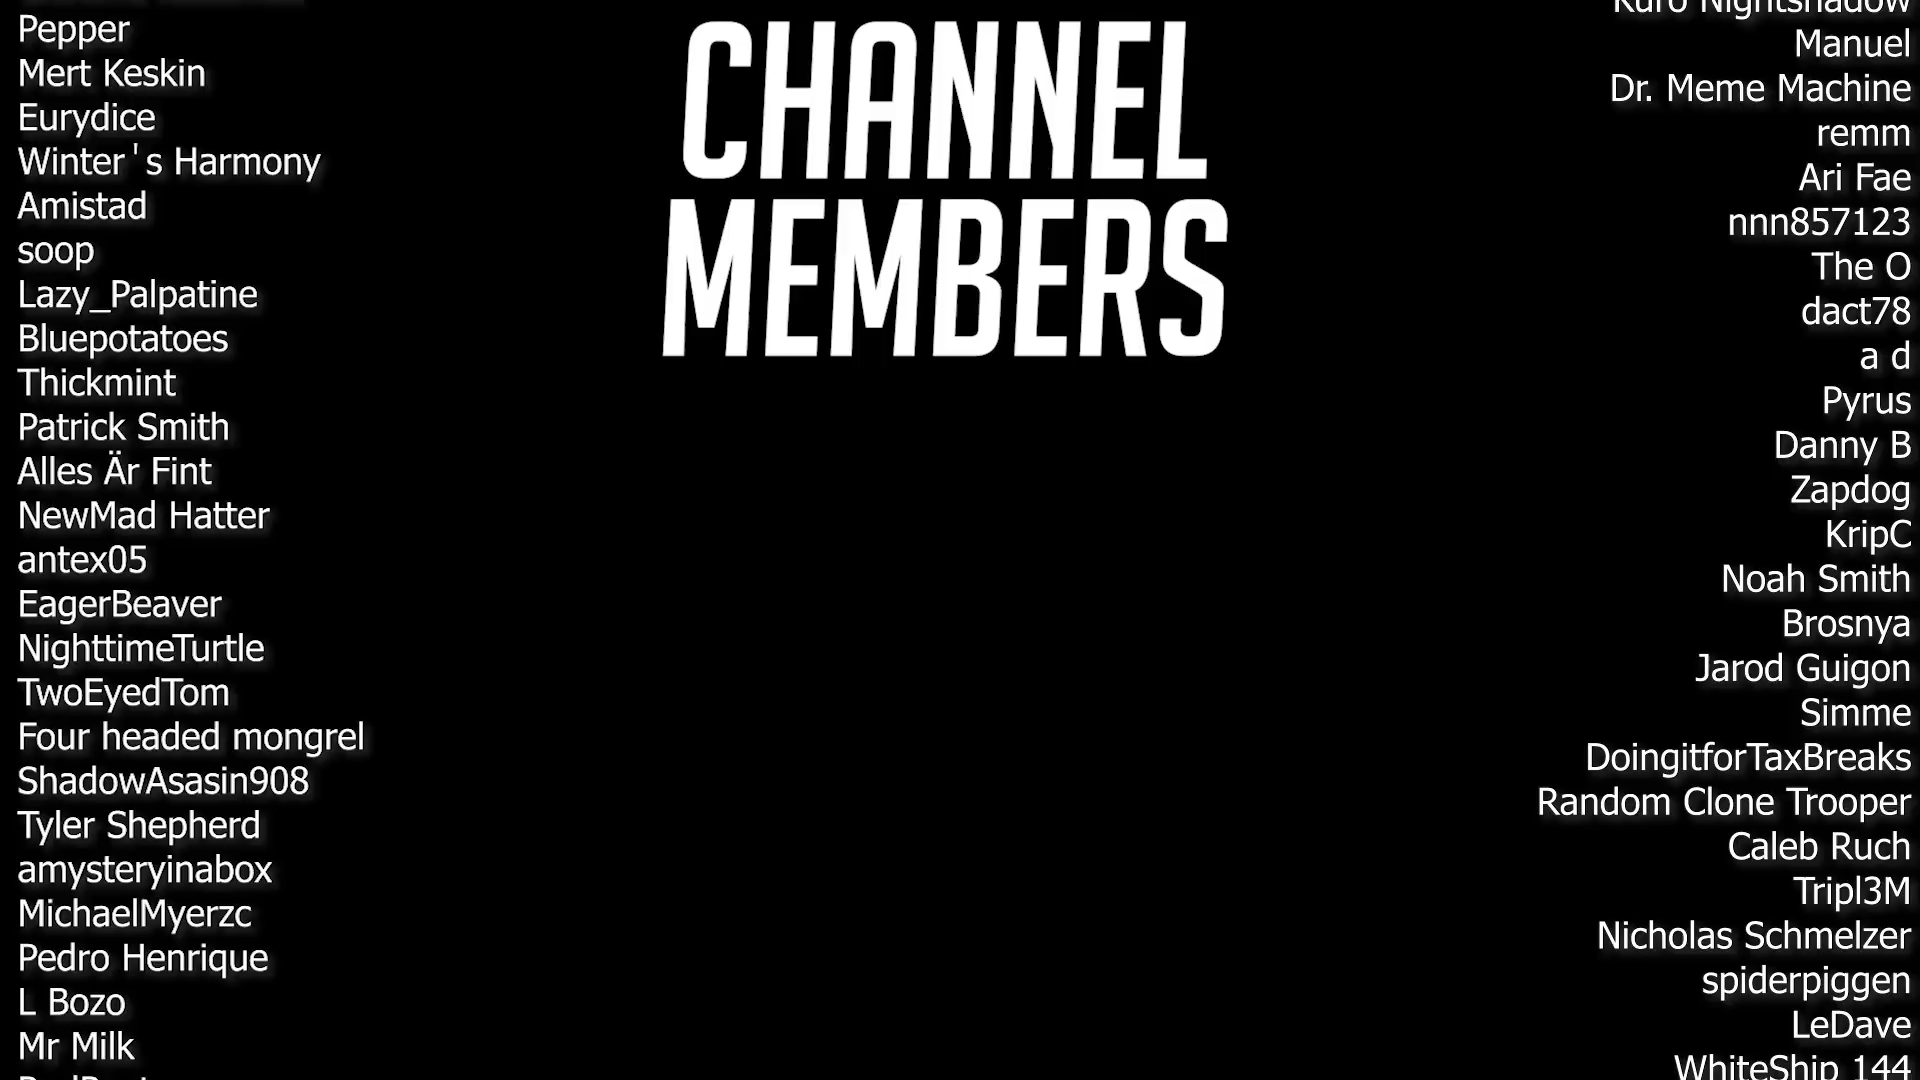 CHANNEL
MEMBERS
Pepper
Mert Keskin
Eurydice
Winter's Harmony
Amistad
soop
Lazy_Palpatine
Bluepotatoes
Thickmint
Patrick Smith
Alles Är Fint
NewMad Hatter
antex05
EagerBeaver
NighttimeTurtle
TwoEyedTom
Four headed mongrel
ShadowAsasin908
Tyler Shepherd
amysteryinabox
MichaelMyerzc
Pedro Henrique
L Bozo
Mr Milk
Kuro Nightshadow
Manuel
Dr. Meme Machine
remm
Ari Fae
nnn857123
The O
dact78
a d
Pyrus
Danny B
Zapdog
KripC
Noah Smith
Brosnya
Jarod Guigon
Simme
DoingitforTaxBreaks
Random Clone Trooper
Caleb Ruch
Tripl3M
Nicholas Schmelzer
spiderpiggen
LeDave
WhiteShip 144